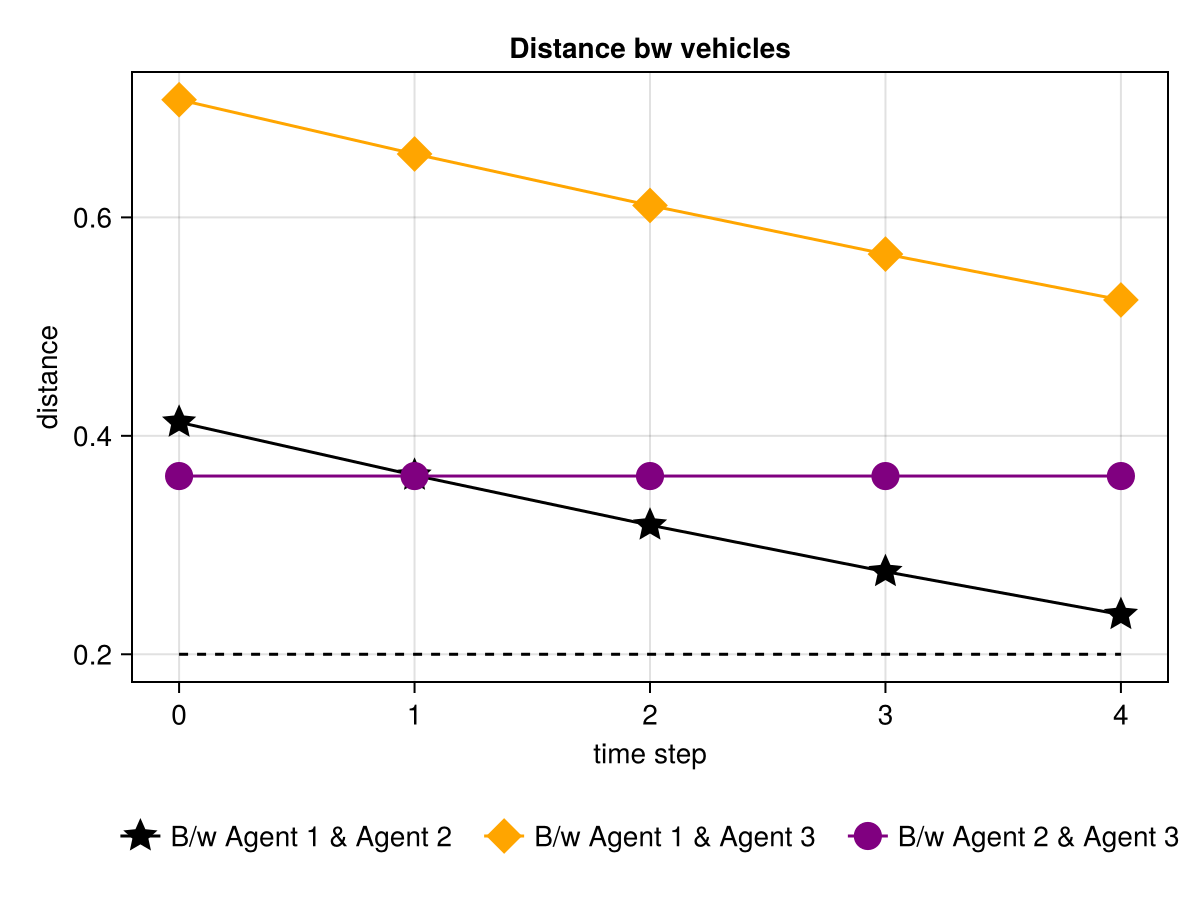 Distance bw vehicles
distance
0.6
0.4
0.2
0 1 2 3 4
time step
B/w Agent 1 & Agent 2 B/w Agent 1 & Agent 3 B/w Agent 2 & Agent 3